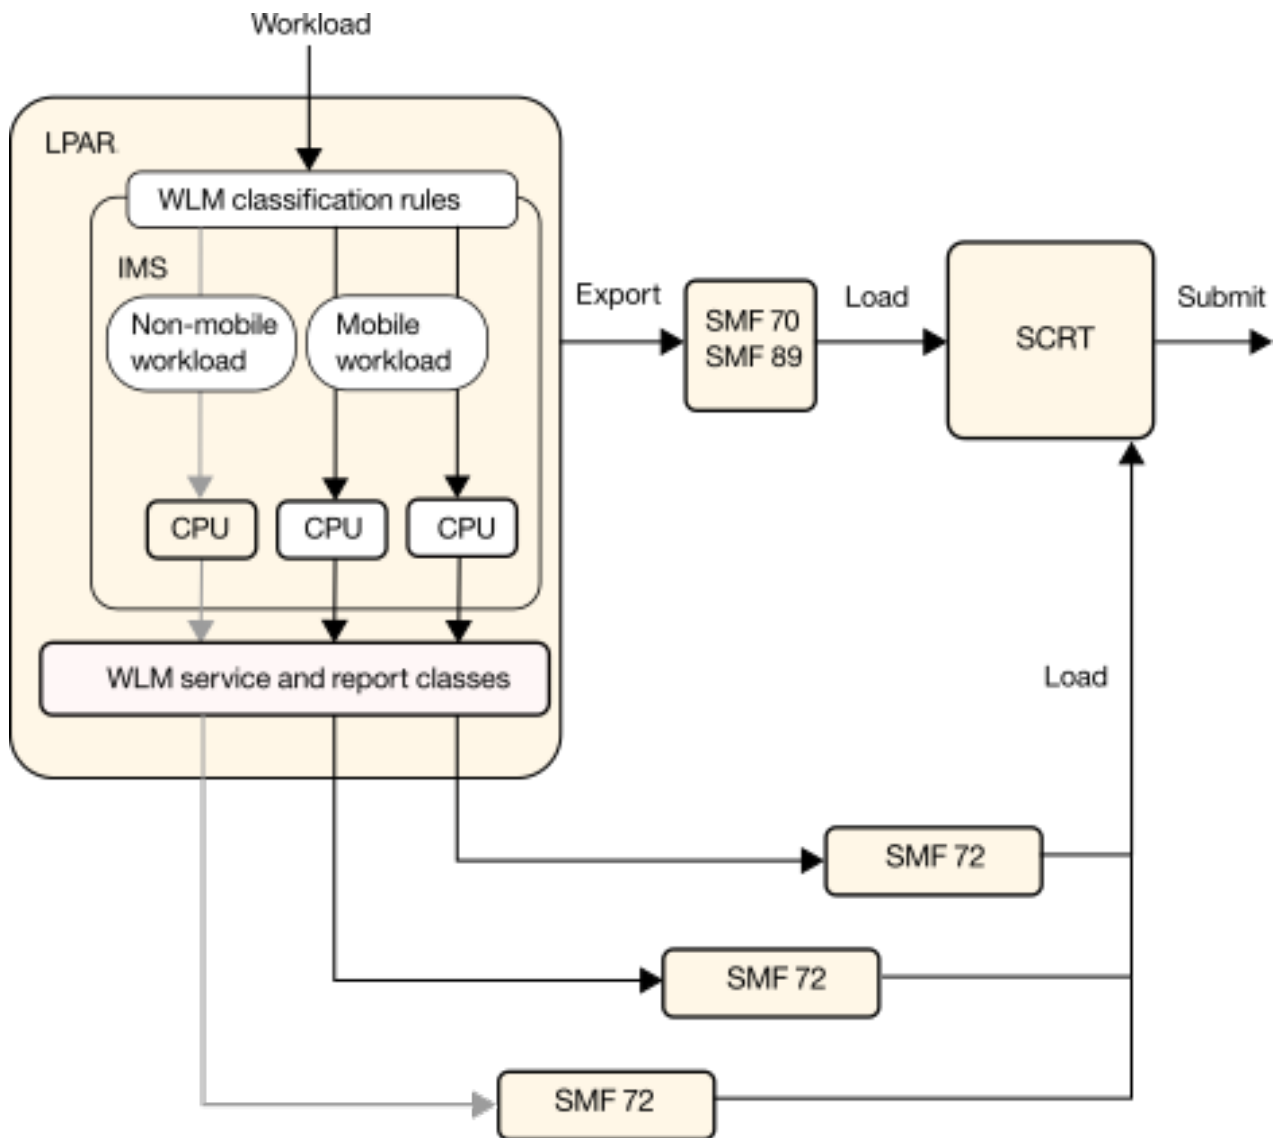 Workload
LPAR
WLM classification rules
IMS
Non-mobile
workload
Mobile
workload
CPU
CPU
CPU
WLM service and report classes
Export
SMF 70
SMF 89
Load
SCRT
Submit
Load
SMF 72
SMF 72
SMF 72